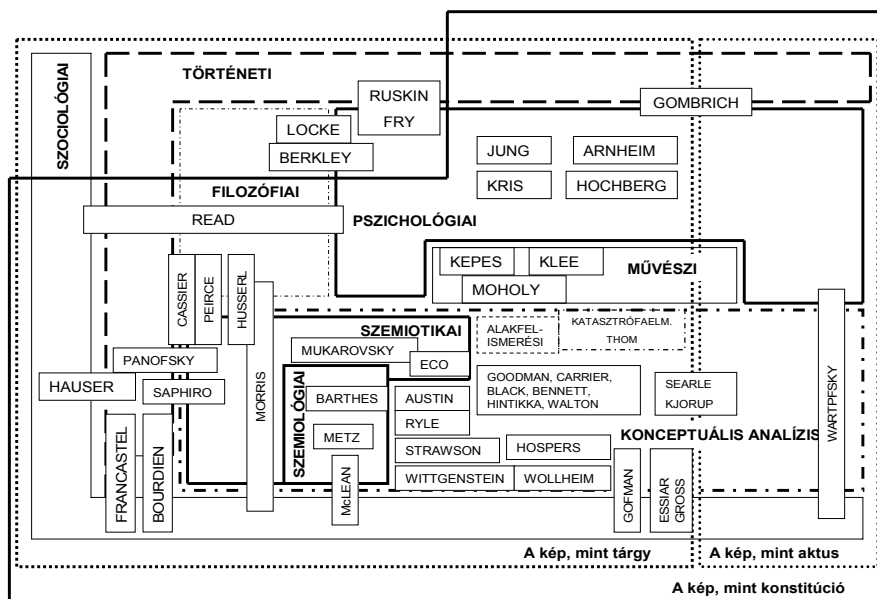 TÖRTÉNETI
SZOCIOLÓGIAI
RUSKIN
FRY
GOMBRICH
LOCKE
BERKLEY
JUNG
ARNHEIM
KRIS
HOCHBERG
FILOZÓFIAI
READ
PSZICHOLÓGIAI
CASSIER
PEIRCE
HUSSERL
KEPES
KLEE
MOHOLY
MŰVÉSZI
SZEMIOTIKAI
MUKAROVSKY
ECO
ALAKFEL-
ISMERÉSI
KATASZTRÓFAELM.
THOM
PANOFSKY
HAUSER
SAPHIRO
MORRIS
SZEMIOLÓGIAI
BARTHES
METZ
McLEAN
AUSTIN
RYLE
STRAWSON
WITTGENSTEIN
GOODMAN, CARRIER,
BLACK, BENNETT,
HINTIKKA, WALTON
HOSPERS
WOLLHEIM
SEARLE
KJORUP
KONCEPTUÁLIS ANALÍZIS
WARTPFSKY
FRANCASTEL
BOURDIEN
GOFMAN
ESSIAR
GROSS
A kép, mint tárgy
A kép, mint aktus
A kép, mint konstitúció